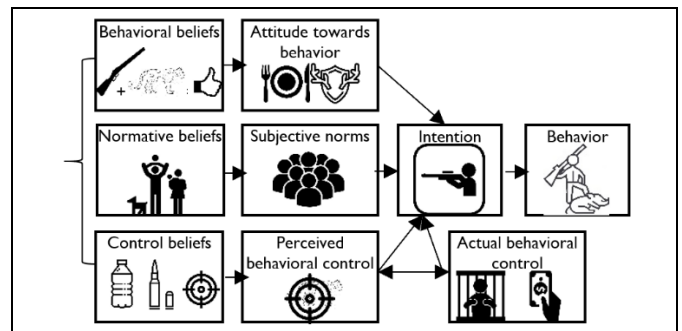 Behavioral beliefs
Attitude towards
behavior
+
Normative beliefs
Subjective norms
Intention
Behavior
Control beliefs
Perceived
behavioral control
Actual behavioral
control
$